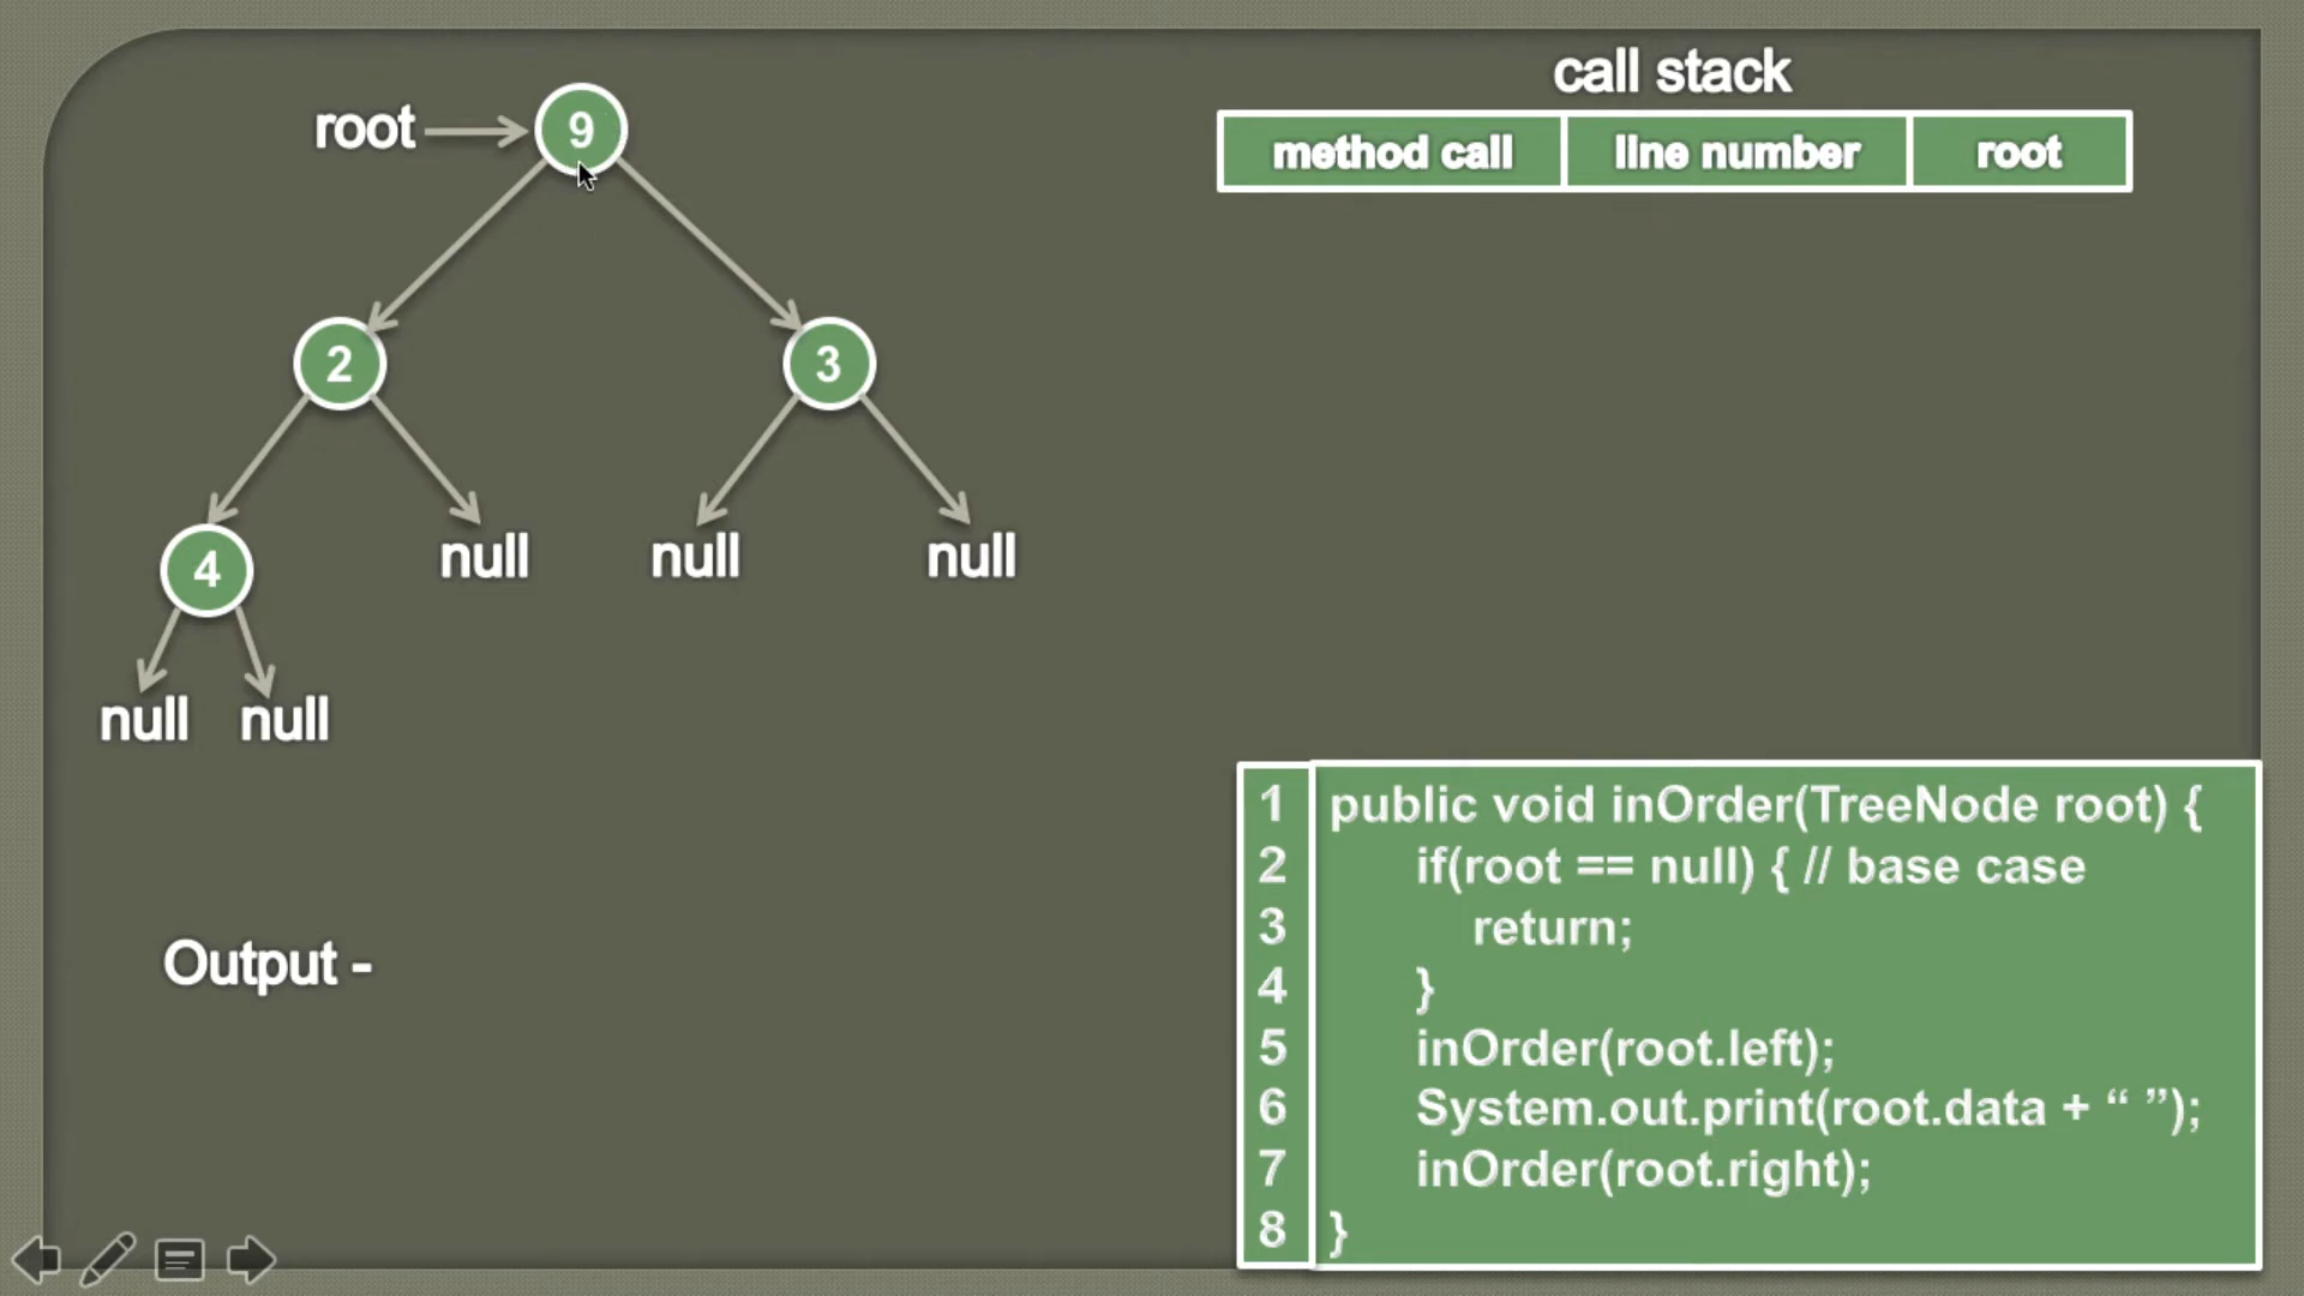 root
9
2
3
4
null
null
null
null
null
Output -
call stack
method call line number root
1 public void inOrder(TreeNode root) {
2 if(root == null) { // base case
3 return;
4 }
5 inOrder(root.left);
6 System.out.print(root.data + “ ”);
7 inOrder(root.right);
8 }